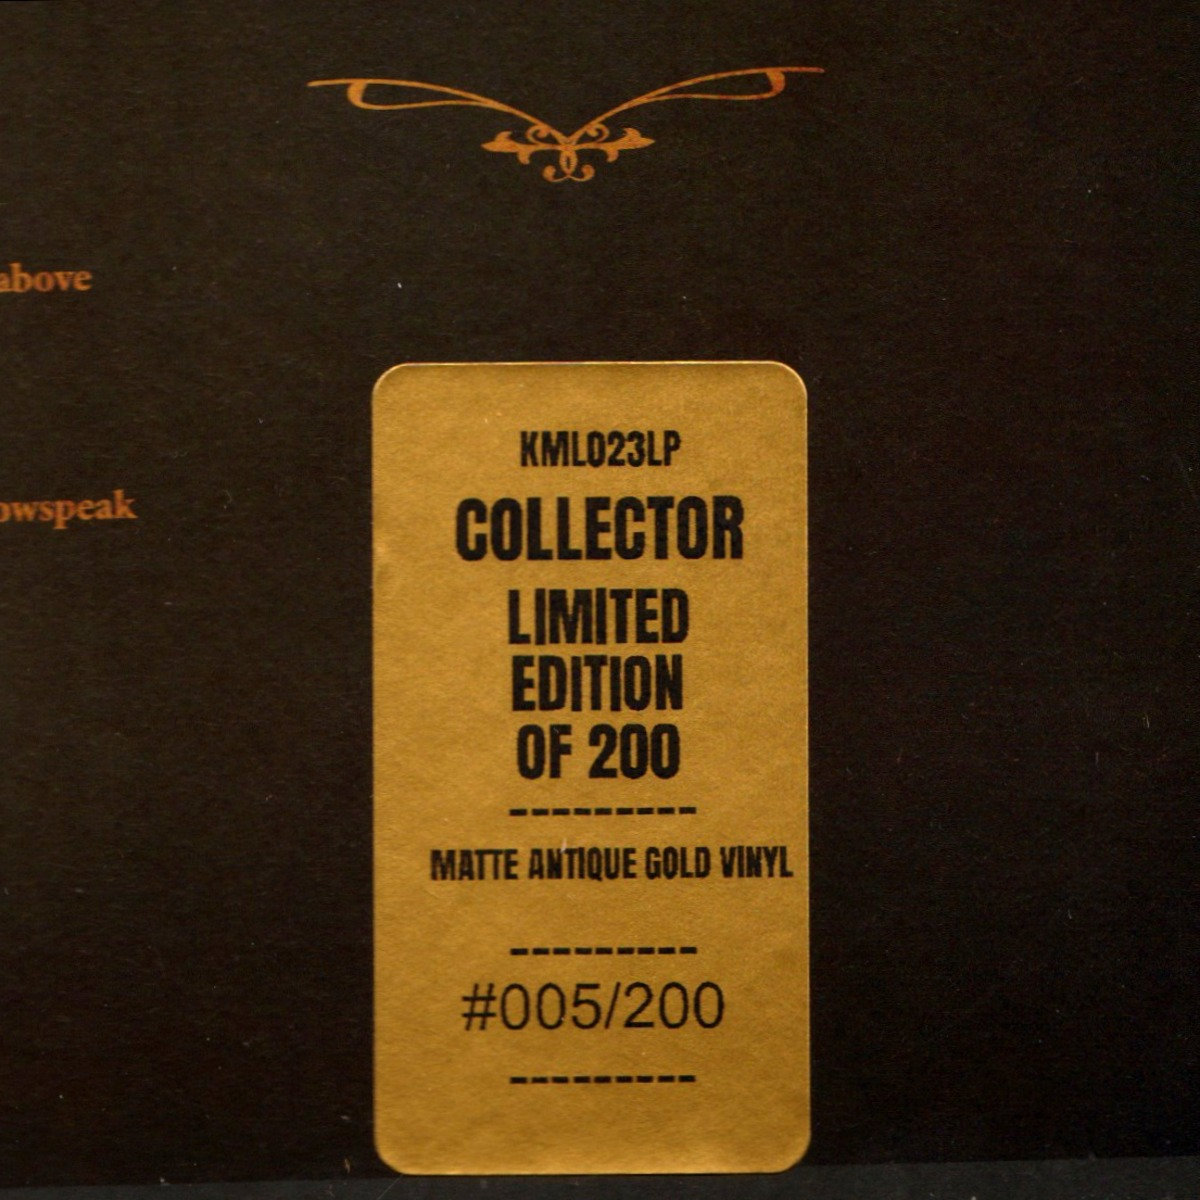 above
KML023LP
COLLECTOR
LIMITED
EDITION
OF 200
---------
owspeak
MATTE ANTIQUE GOLD VINYL
---------
#005/200
---------